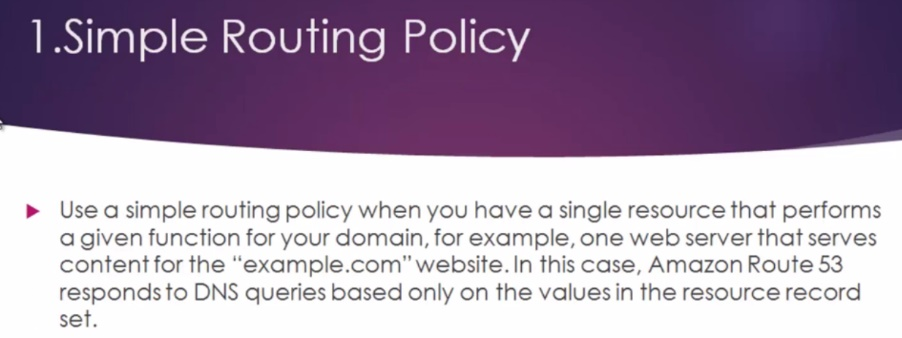 1.Simple Routing Policy
Use a simple routing policy when you have a single resource that performs
a given function for your domain, for example, one web server that serves
content for the “example.com” website. In this case, Amazon Route 53
responds to DNS queries based only on the values in the resource record
set.